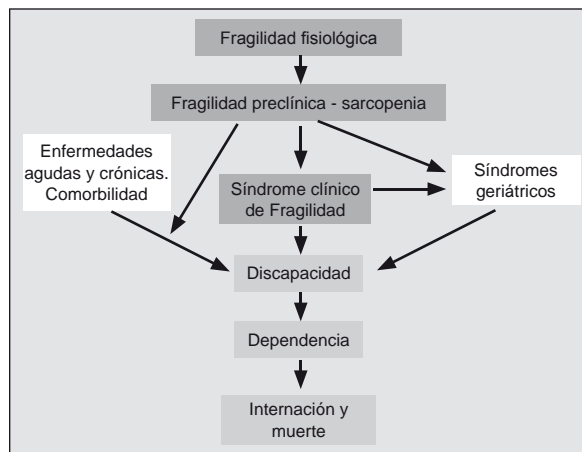 Fragilidad fisiológica
Fragilidad preclínica - sarcopenia
Enfermedades
agudas y crónicas.
Comorbilidad
Síndrome clínico
de Fragilidad
Síndromes
geriátricos
Discapacidad
Dependencia
Internación y
muerte